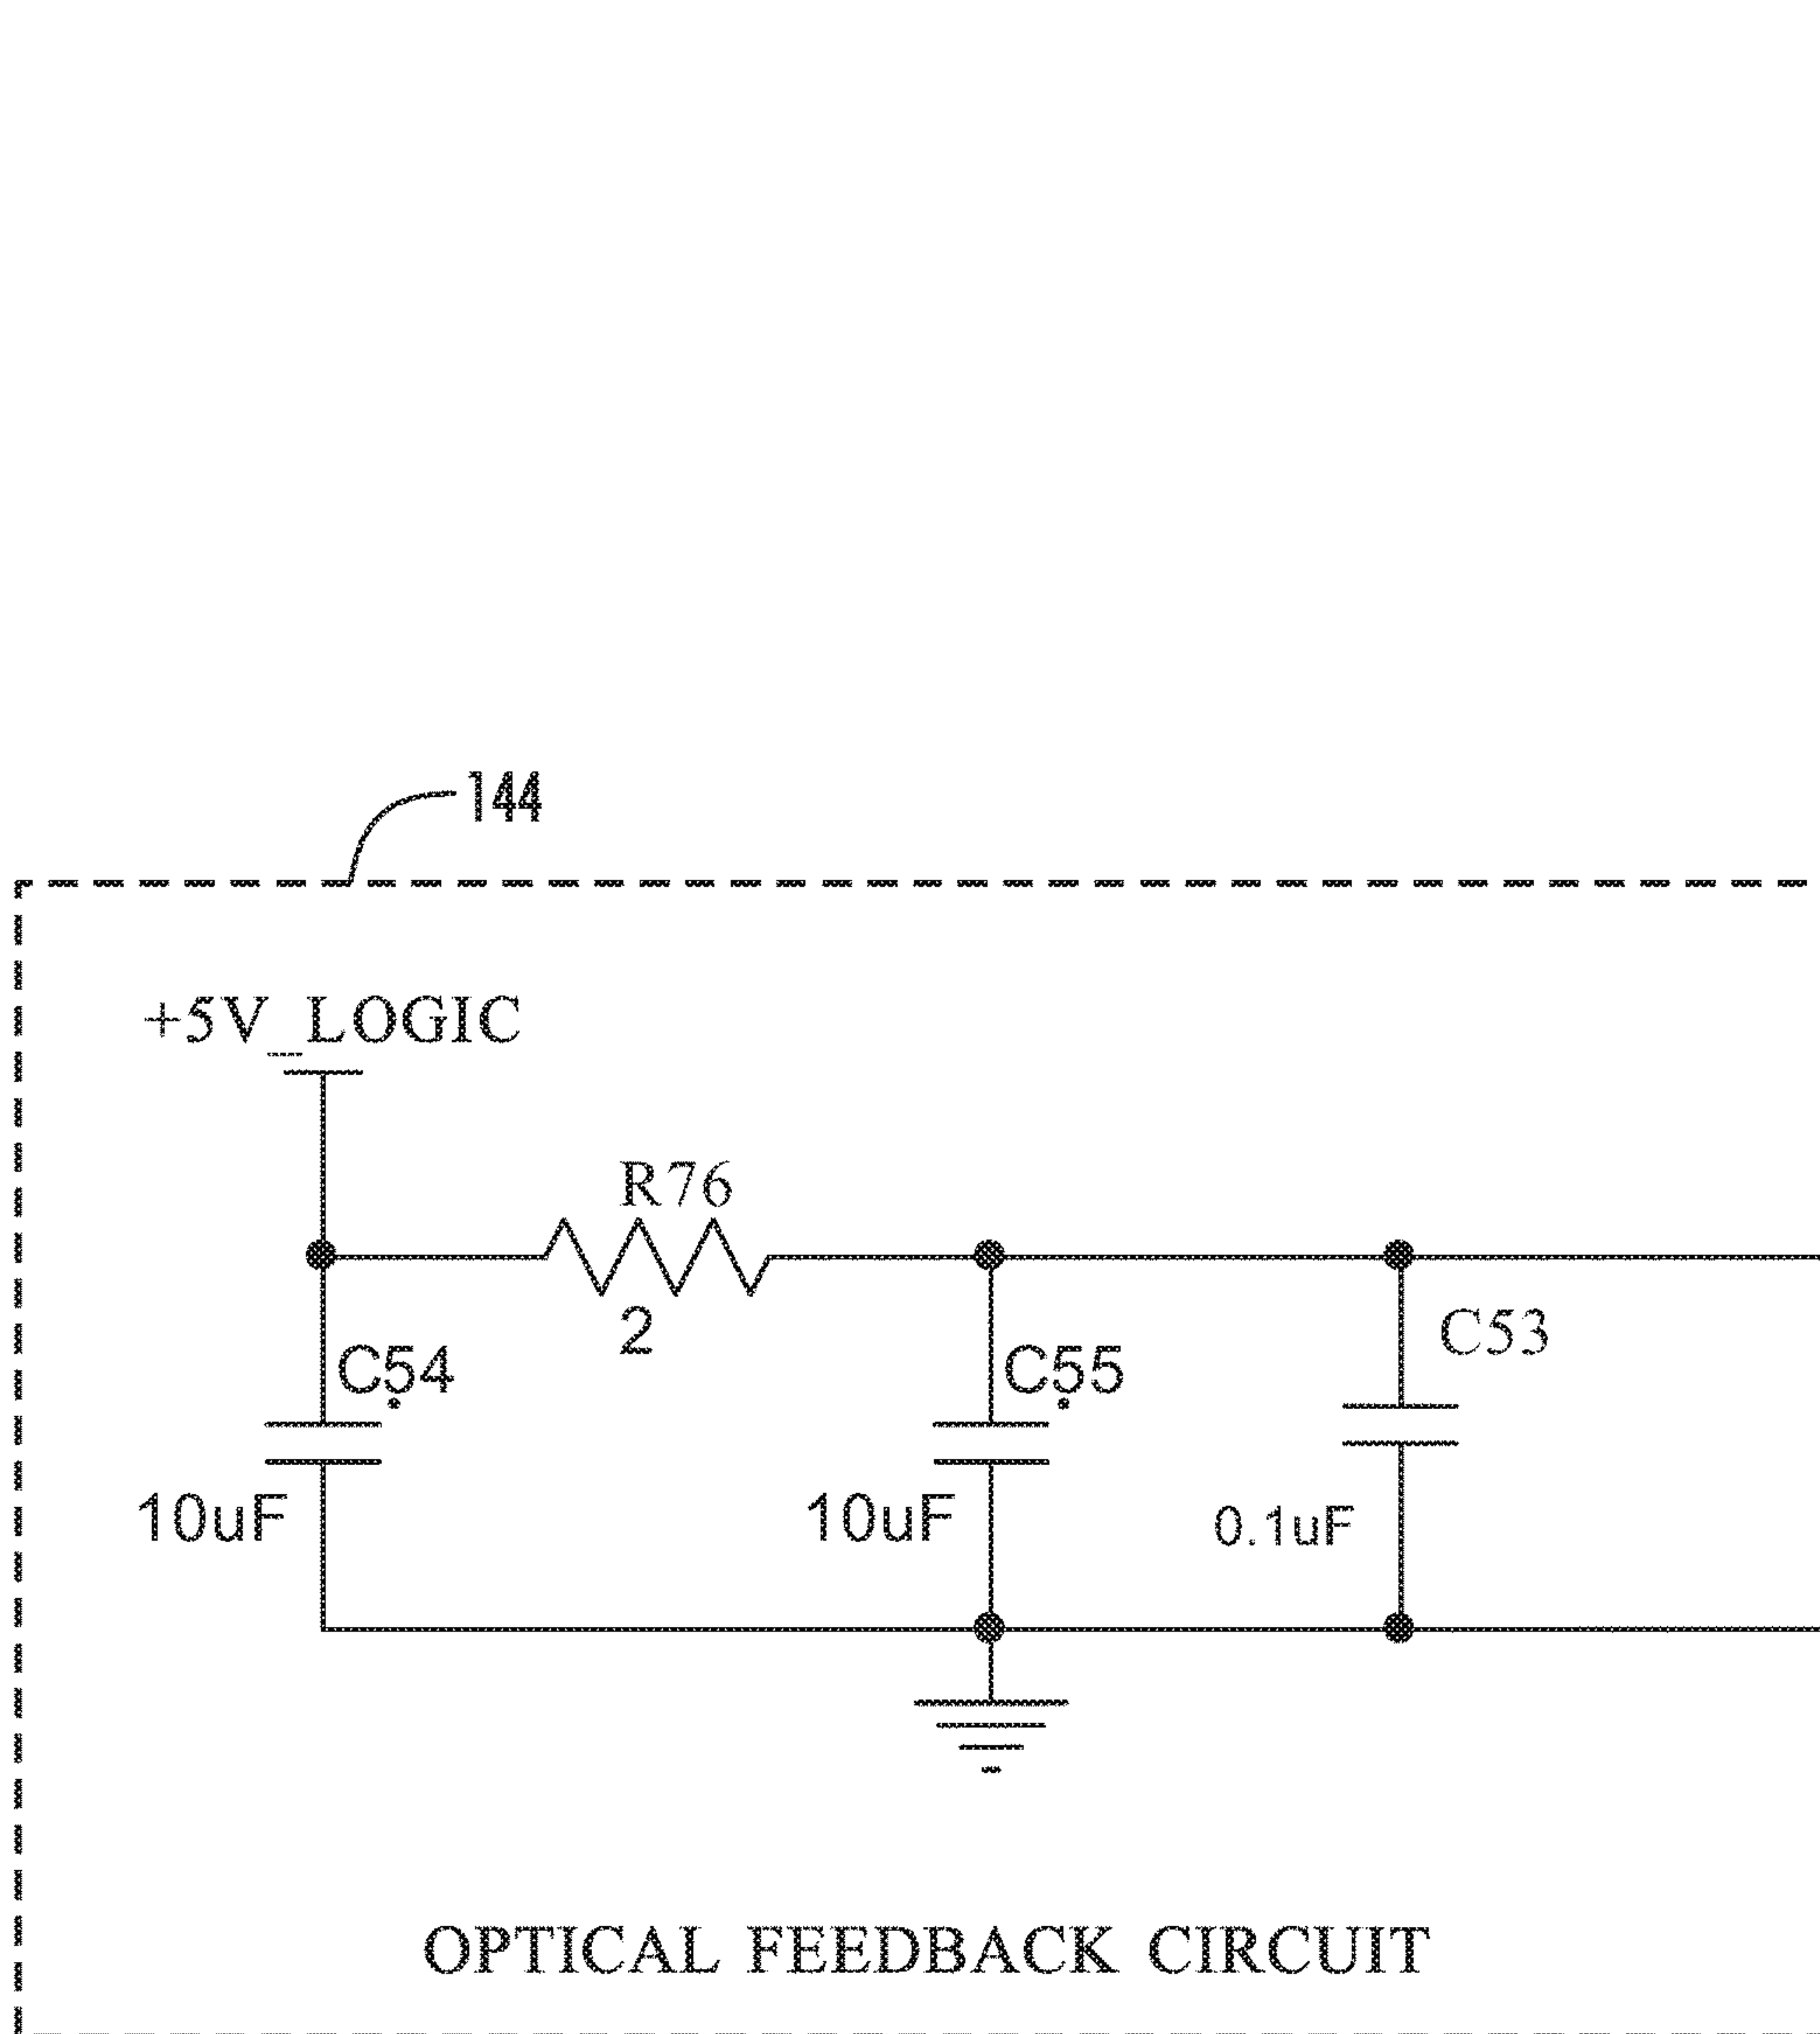 144
+5V_LOGIC
R76
2
C54
C55
C53
10uF
10uF
0.1uF
OPTICAL FEEDBACK CIRCUIT